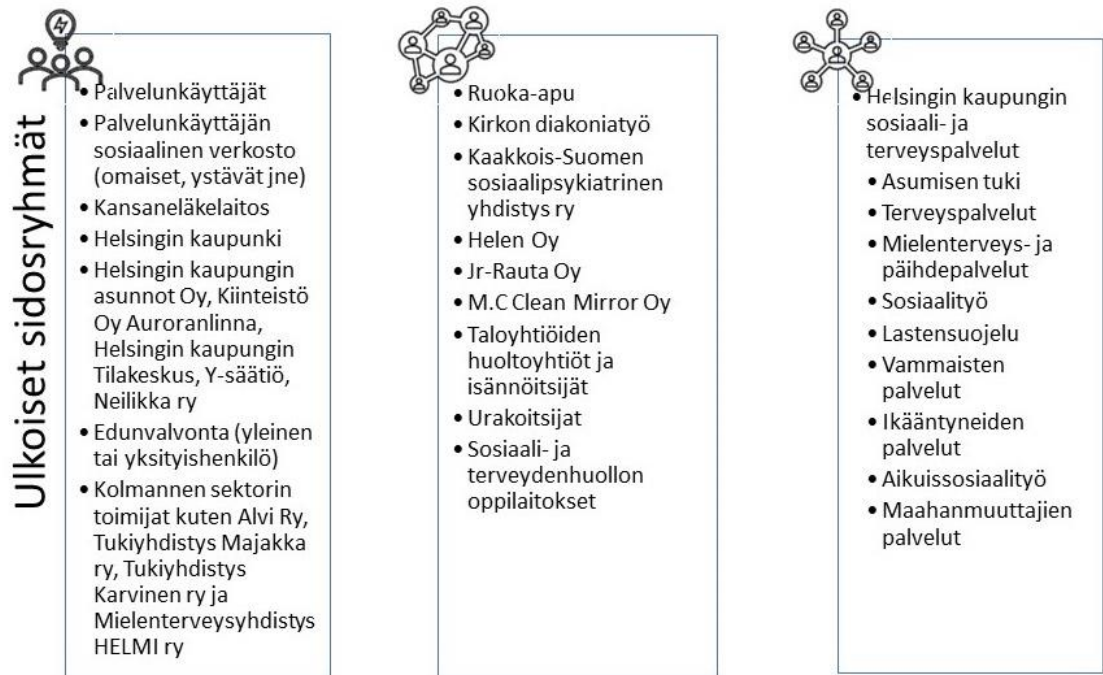 Ulkoiset sidosryhmät
• Palvelunkäyttäjät
• Palvelunkäyttäjän
sosiaalinen verkosto
(omaiset, ystävät jne)
• Kansaneläkelaitos
• Helsingin kaupunki
• Helsingin kaupungin
asunnot Oy, Kiinteistö
Oy Auroranlinna,
Helsingin kaupungin
Tilakeskus, Y-säätiö,
Neilikka ry
• Edunvalvonta (yleinen
tai yksityishenkilö)
• Kolmannen sektorin
toimijat kuten Alvi Ry,
Tukiyhdistys Majakka
ry, Tukiyhdistys
Karvinen ry ja
Mielenterveysyhdistys
HELMI ry
• Ruoka-apu
• Kirkon diakoniatyö
• Kaakkois-Suomen
sosiaalipsykiatrinen
yhdistys ry
• Helen Oy
• Jr-Rauta Oy
• M.C Clean Mirror Oy
• Taloyhtiöiden
huoltoyhtiöt ja
isännöitsijät
• Urakoitsijat
• Sosiaali- ja
terveydenhuollon
oppilaitokset
• Helsingin kaupungin
sosiaali- ja
terveyspalvelut
• Asumisen tuki
• Terveyspalvelut
• Mielenterveys- ja
päihdepalvelut
• Sosiaalityö
• Lastensuojelu
• Vammaisten
palvelut
• Ikääntyneiden
palvelut
• Aikuissosiaalityö
• Maahanmuuttajien
palvelut